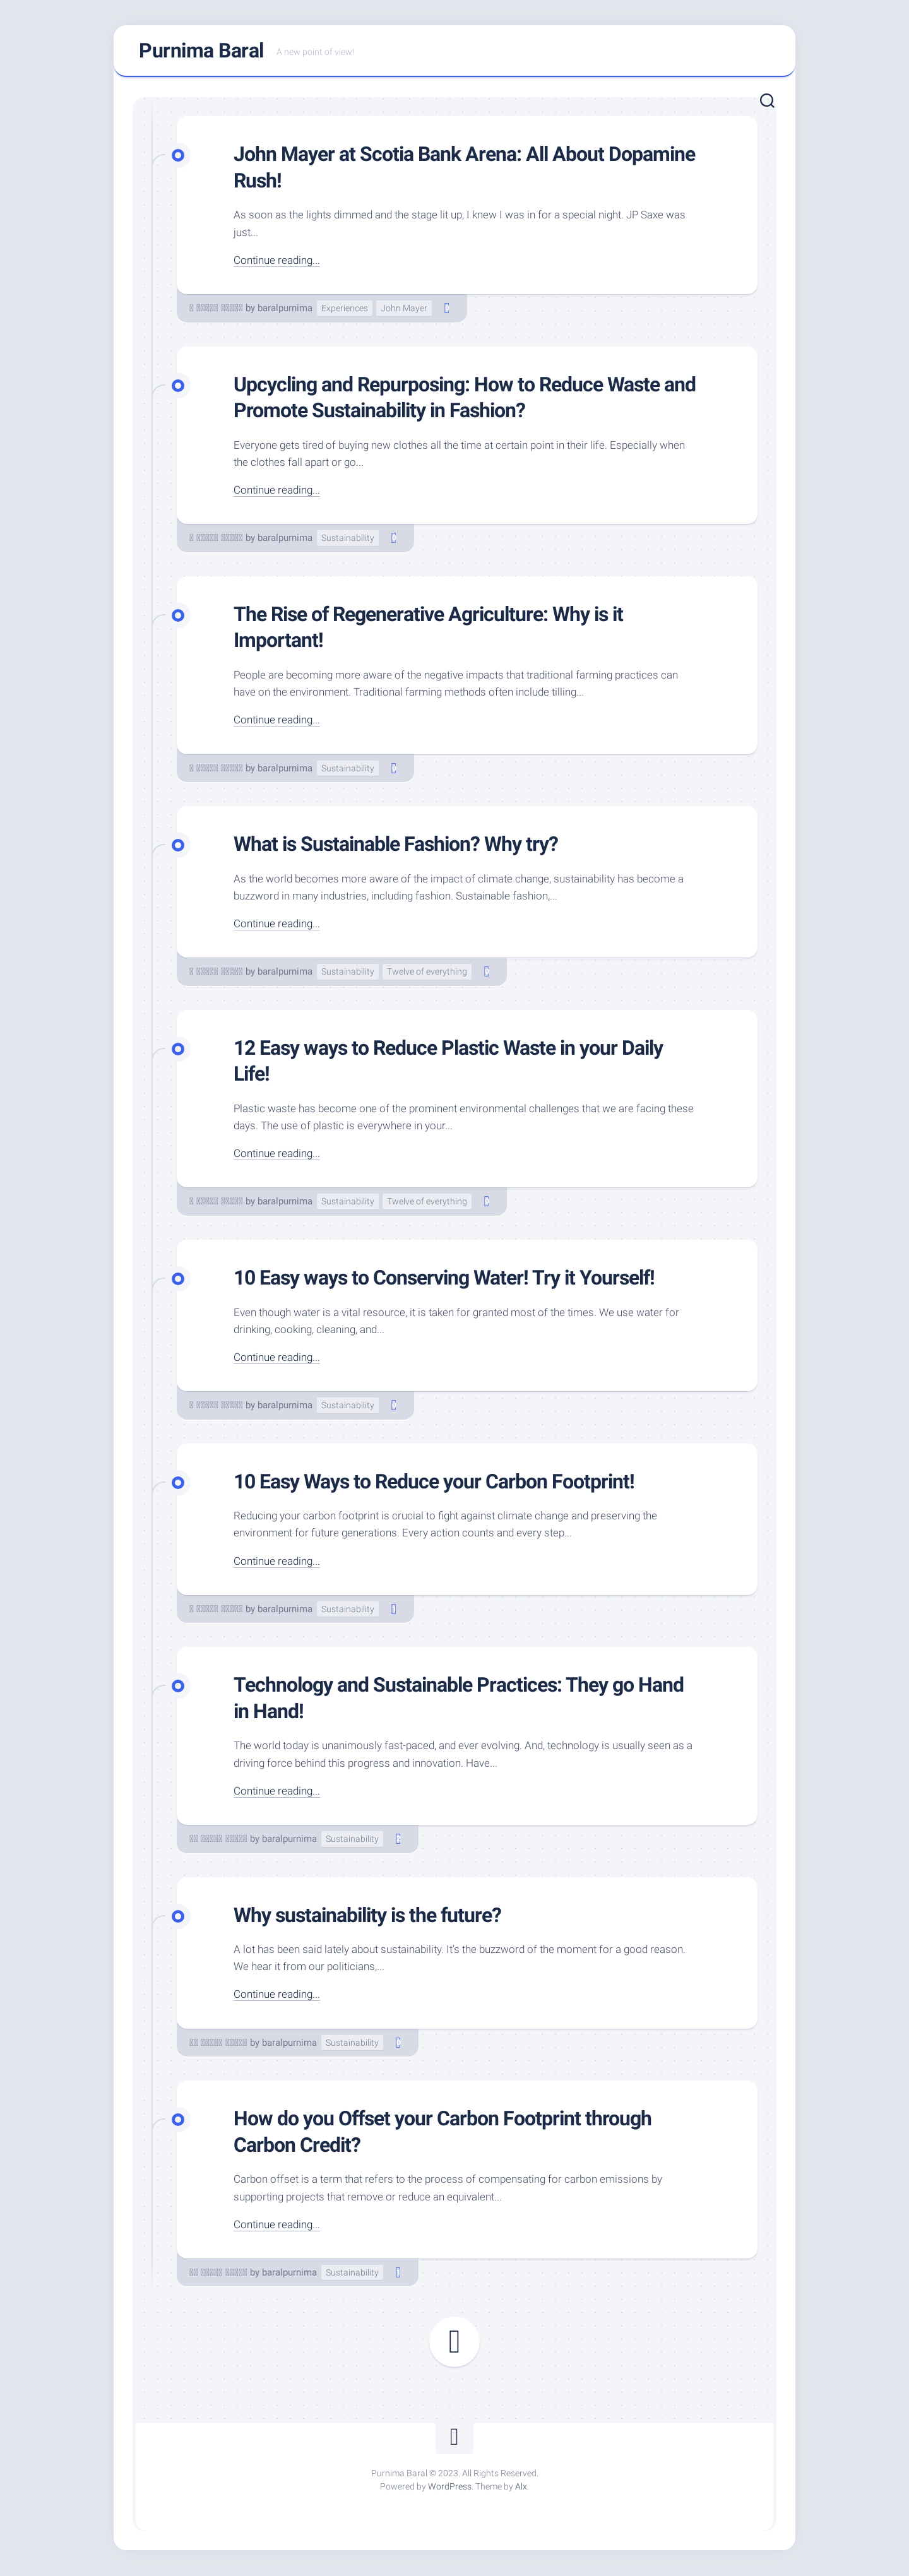 Purnima Baral
A new point of view!
John Mayer at Scotia Bank Arena: All About Dopamine
Rush!
As soon as the lights dimmed and the stage lit up, I knew I was in for a special night. JP Saxe was
just...
Continue reading...
by baralpurnima Experiences John Mayer
Upcycling and Repurposing: How to Reduce Waste and
Promote Sustainability in Fashion?
Everyone gets tired of buying new clothes all the time at certain point in their life. Especially when
the clothes fall apart or go...
Continue reading...
by baralpurnima Sustainability
The Rise of Regenerative Agriculture: Why is it
Important!
People are becoming more aware of the negative impacts that traditional farming practices can
have on the environment. Traditional farming methods often include tilling...
Continue reading...
by baralpurnima Sustainability
What is Sustainable Fashion? Why try?
As the world becomes more aware of the impact of climate change, sustainability has become a
buzzword in many industries, including fashion. Sustainable fashion,...
Continue reading...
by baralpurnima Sustainability Twelve of everything
12 Easy ways to Reduce Plastic Waste in your Daily
Life!
Plastic waste has become one of the prominent environmental challenges that we are facing these
days. The use of plastic is everywhere in your...
Continue reading...
by baralpurnima Sustainability Twelve of everything
10 Easy ways to Conserving Water! Try it Yourself!
Even though water is a vital resource, it is taken for granted most of the times. We use water for
drinking, cooking, cleaning, and...
Continue reading...
by baralpurnima Sustainability
10 Easy Ways to Reduce your Carbon Footprint!
Reducing your carbon footprint is crucial to fight against climate change and preserving the
environment for future generations. Every action counts and every step...
Continue reading...
by baralpurnima Sustainability
Technology and Sustainable Practices: They go Hand
in Hand!
The world today is unanimously fast-paced, and ever evolving. And, technology is usually seen as a
driving force behind this progress and innovation. Have...
Continue reading...
by baralpurnima Sustainability
Why sustainability is the future?
A lot has been said lately about sustainability. It's the buzzword of the moment for a good reason.
We hear it from our politicians,...
Continue reading...
by baralpurnima Sustainability
How do you Offset your Carbon Footprint through
Carbon Credit?
Carbon offset is a term that refers to the process of compensating for carbon emissions by
supporting projects that remove or reduce an equivalent...
Continue reading...
by baralpurnima Sustainability
Purnima Baral © 2023. All Rights Reserved.
Powered by WordPress. Theme by Alx.